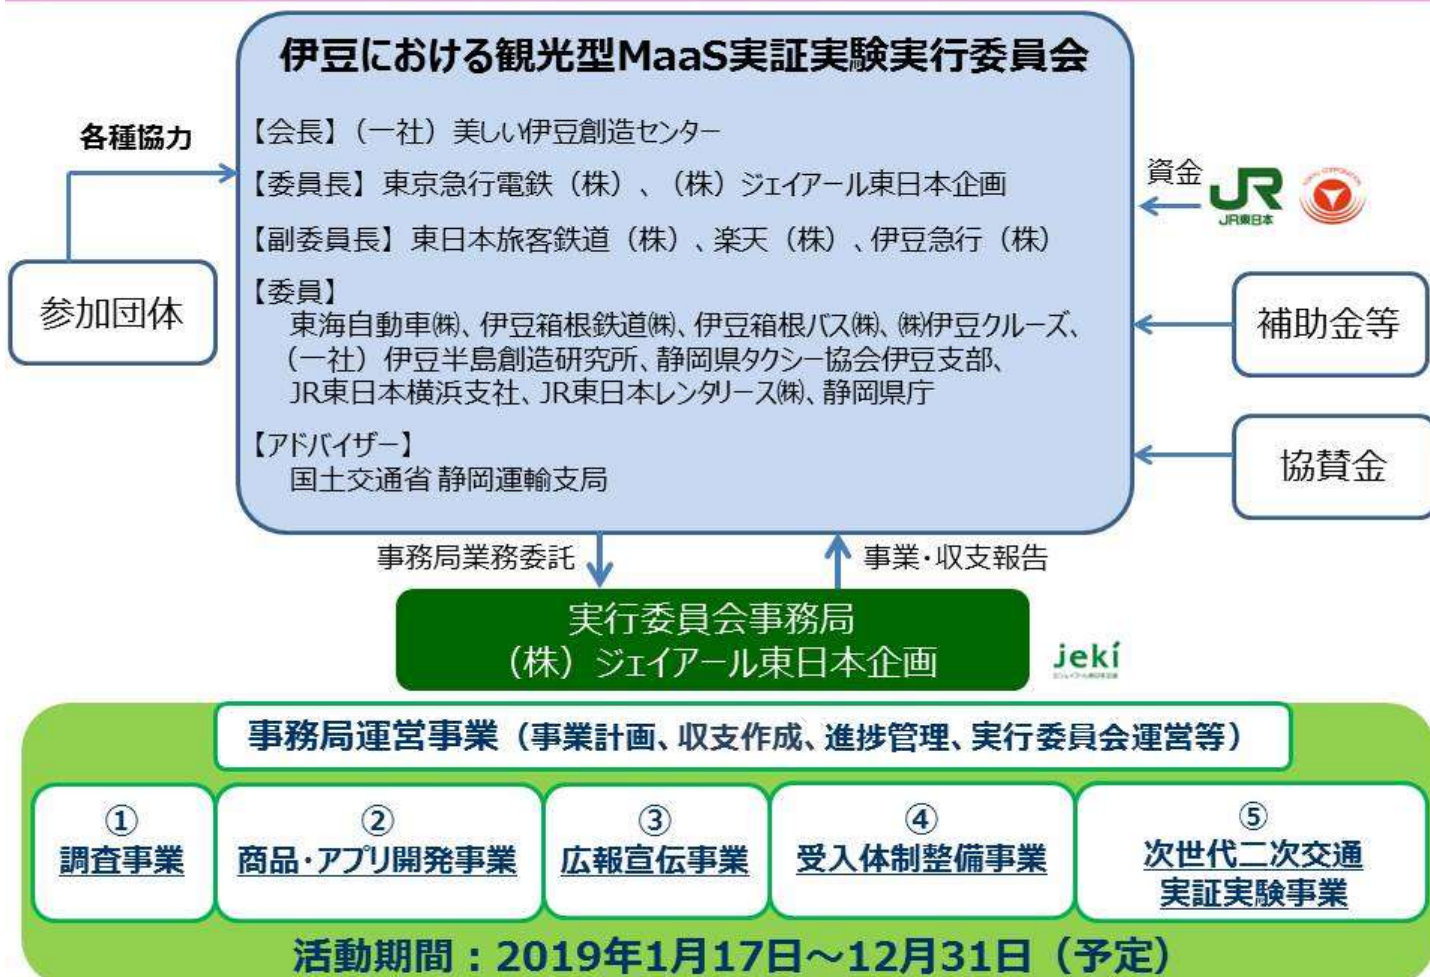 伊豆における観光型MaaS実証実験実行委員会
各種協力
参加団体
【会長】（一社）美しい伊豆創造センター
【委員長】東京急行電鉄（株）、（株）ジェイアール東日本企画
【副委員長】東日本旅客鉄道（株）、楽天（株）、伊豆急行（株）
【委員】
東海自動車㈱、伊豆箱根鉄道㈱、伊豆箱根バス㈱、㈱伊豆クルーズ、
（一社）伊豆半島創造研究所、静岡県タクシー協会伊豆支部、
JR東日本横浜支社、JR東日本レンタリース㈱、静岡県庁
【アドバイザー】
国土交通省 静岡運輸支局
資金
JR
JR東日本
補助金等
協賛金
事務局業務委託
事業・収支報告
実行委員会事務局
（株）ジェイアール東日本企画
jeki
事務局運営事業（事業計画、収支作成、進捗管理、実行委員会運営等）
①
調査事業
②
商品・アプリ開発事業
③
広報宣伝事業
④
受入体制整備事業
⑤
次世代二次交通
実証実験事業
活動期間：2019年1月17日～12月31日（予定）